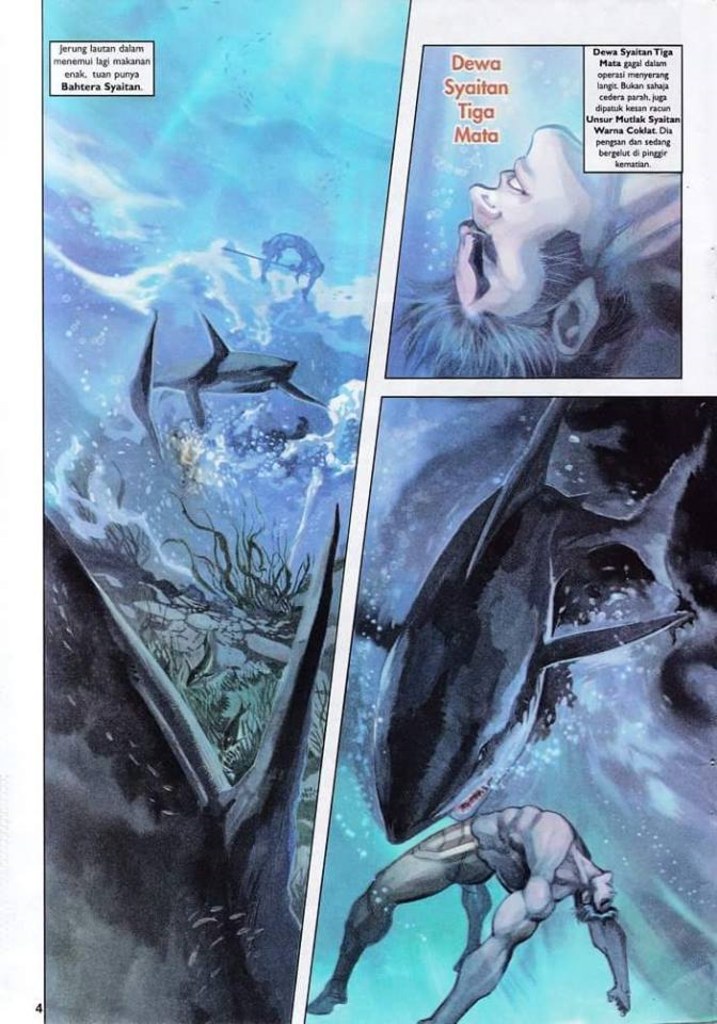 Jerung lautan dalam
menemui lagi makanan
enak, tuan punya
Bahtera Syaitan.
Dewa
Syaitan
Tiga
Mata
Dewa Syaitan Tiga
Mata gagal dalam
operasi menyerang
langit. Bukan sahaja
cedera parah, juga
dipatuk kesan racun
Unsur Mutlak Syaitan
Warna Coklat. Dia
pengsan dan sedang
bergelut di pinggir
kematian.
4